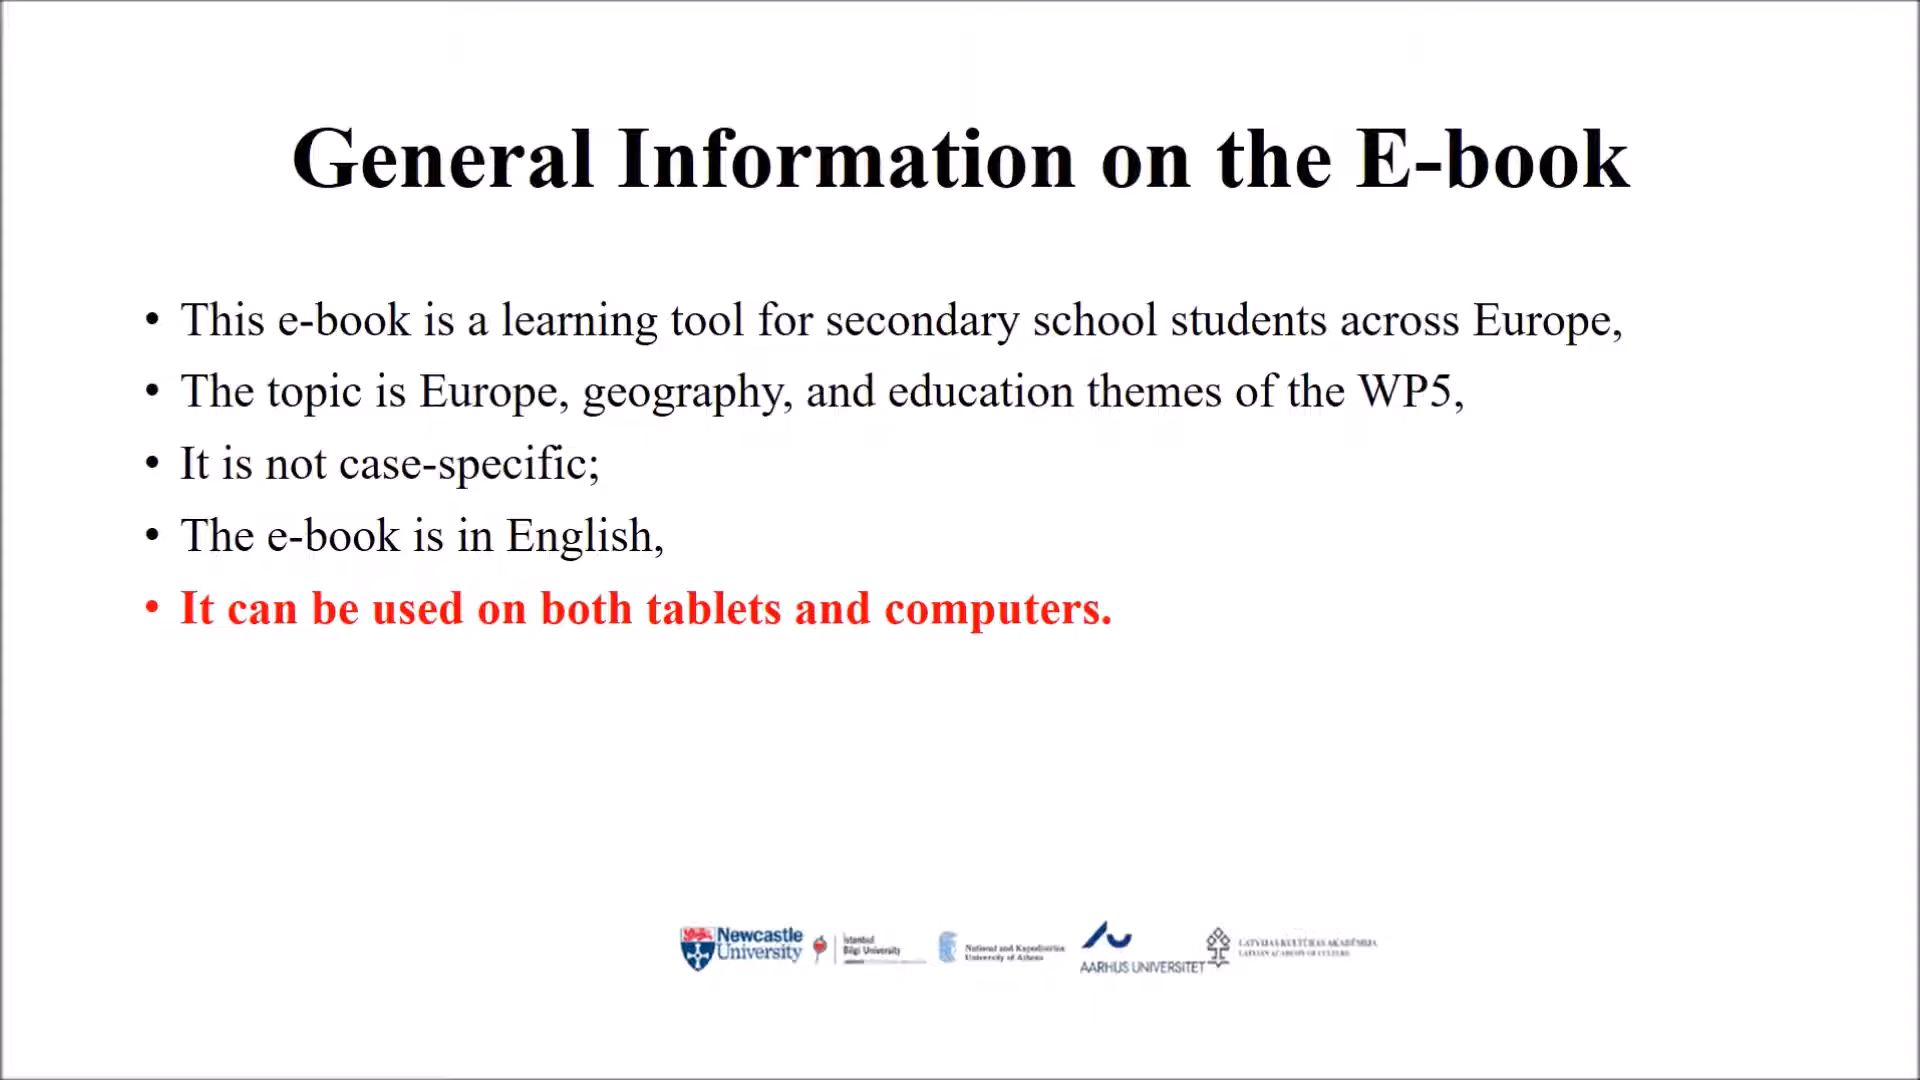 General Information on the E-book
• This e-book is a learning tool for secondary school students across Europe,
• The topic is Europe, geography, and education themes of the WP5,
• It is not case-specific;
• The e-book is in English,
• It can be used on both tablets and computers.
Newcastle
University
İstanbul
Bilgi University
National and Kapodistrian
University of Athens
AARHUS UNIVERSITET
LATVIJAS KULTŪRAS AKADĒMIJA
LATVIAN ACADEMY OF CULTURE